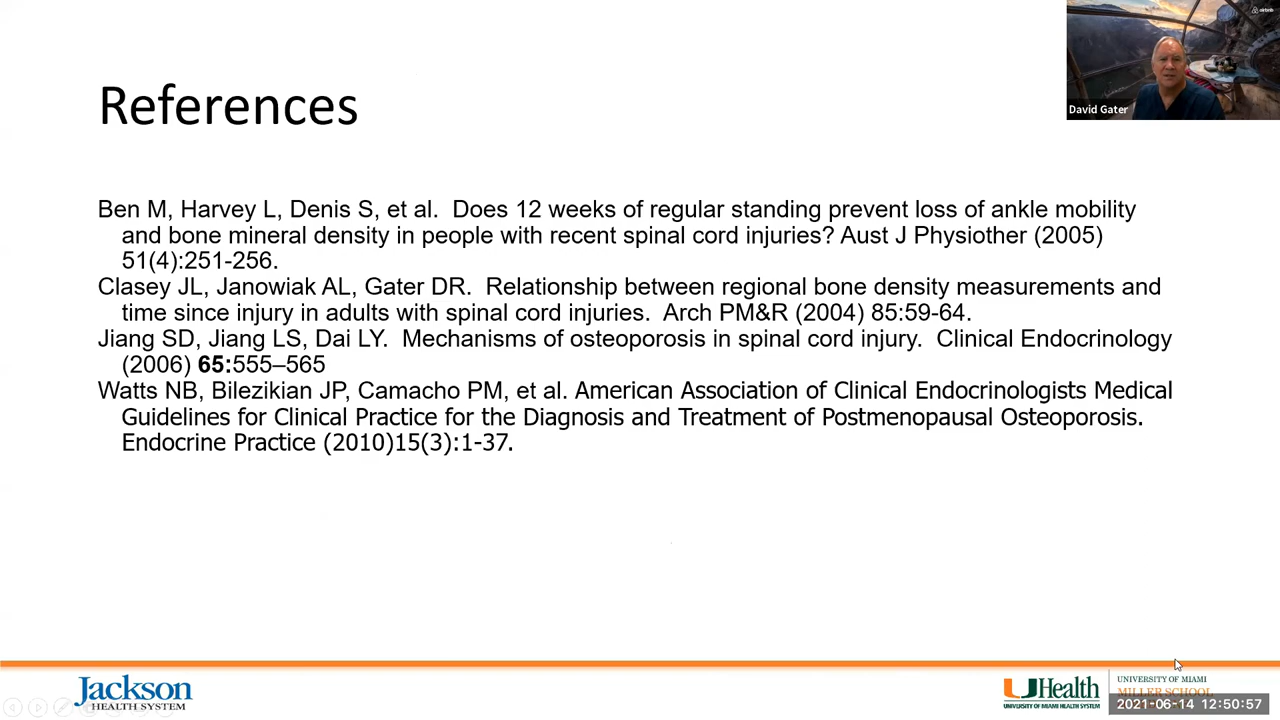 airbnb
David Gater
References
Ben M, Harvey L, Denis S, et al.  Does 12 weeks of regular standing prevent loss of ankle mobility
and bone mineral density in people with recent spinal cord injuries? Aust J Physiother (2005)
51(4):251-256.
Clasey JL, Janowiak AL, Gater DR.  Relationship between regional bone density measurements and
time since injury in adults with spinal cord injuries.  Arch PM&R (2004) 85:59-64.
Jiang SD, Jiang LS, Dai LY.  Mechanisms of osteoporosis in spinal cord injury.  Clinical Endocrinology
(2006) 65:555–565
Watts NB, Bilezikian JP, Camacho PM, et al. American Association of Clinical Endocrinologists Medical
Guidelines for Clinical Practice for the Diagnosis and Treatment of Postmenopausal Osteoporosis.
Endocrine Practice (2010)15(3):1-37.
Jackson
HEALTH SYSTEM
UHealth
UNIVERSITY OF MIAMI HEALTH SYSTEM
UNIVERSITY OF MIAMI
MILLER SCHOOL
2021-06-14 12:50:57